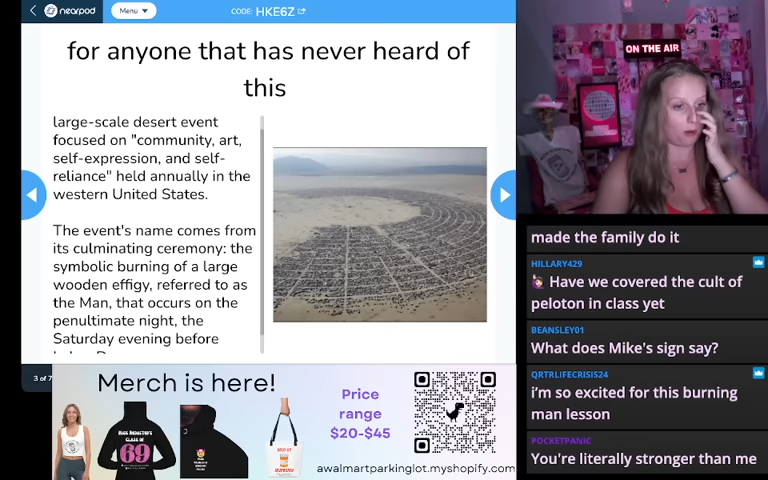 nearpod
Menu
CODE: HKE6Z
for anyone that has never heard of
this
large-scale desert event
focused on "community, art,
self-expression, and self-
reliance" held annually in the
western United States.
The event's name comes from
its culminating ceremony: the
symbolic burning of a large
wooden effigy, referred to as
the Man, that occurs on the
penultimate night, the
Saturday evening before
3 of 7
Merch is here!
Price
range
$20-$45
CLASS OF
69
awalmartparkinglot.myshopify.com
ON THE AIR
made the family do it
HILLARY429
🙋🏻‍♀️ Have we covered the cult of
peloton in class yet
BEANSLEY01
What does Mike's sign say?
QRTRLIFECRISIS24
i'm so excited for this burning
man lesson
POCKETPANIC
You're literally stronger than me